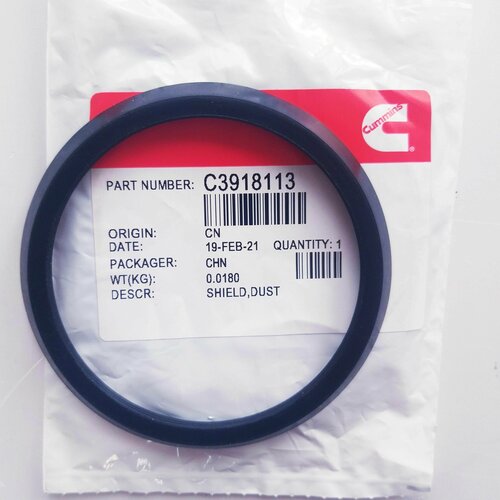 Cummins
PART NUMBER: C3918113
ORIGIN: CN
DATE: 19-FEB-21 QUANTITY: 1
PACKAGER: CHN
WT(KG): 0.0180
DESCR: SHIELD,DUST